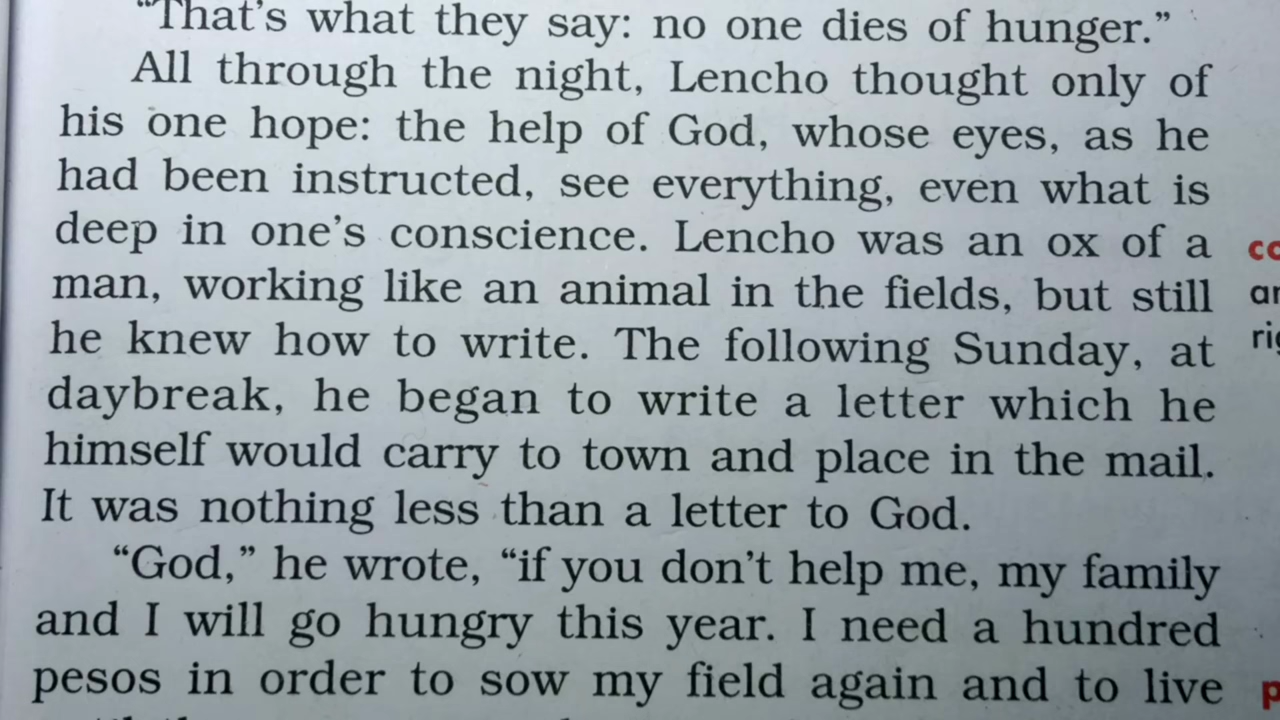 “That’s what they say: no one dies of hunger.”
All through the night, Lencho thought only of
his one hope: the help of God, whose eyes, as he
had been instructed, see everything, even what is
deep in one’s conscience. Lencho was an ox of a
man, working like an animal in the fields, but still
he knew how to write. The following Sunday, at
daybreak, he began to write a letter which he
himself would carry to town and place in the mail.
It was nothing less than a letter to God.
“God,” he wrote, “if you don’t help me, my family
and I will go hungry this year. I need a hundred
pesos in order to sow my field again and to live